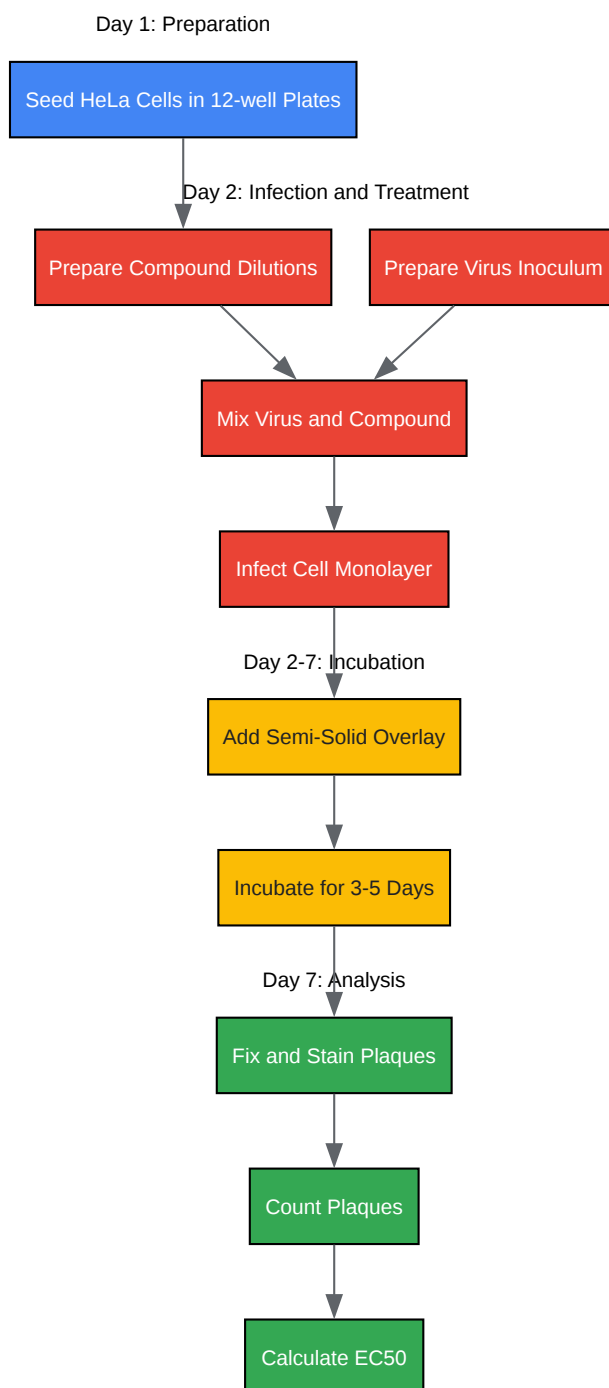 Day 1: Preparation
Seed HeLa Cells in 12-well Plates
Day 2: Infection and Treatment
Prepare Compound Dilutions
Prepare Virus Inoculum
Mix Virus and Compound
Infect Cell Monolayer
Day 2-7: Incubation
Add Semi-Solid Overlay
Incubate for 3-5 Days
Day 7: Analysis
Fix and Stain Plaques
Count Plaques
Calculate EC50